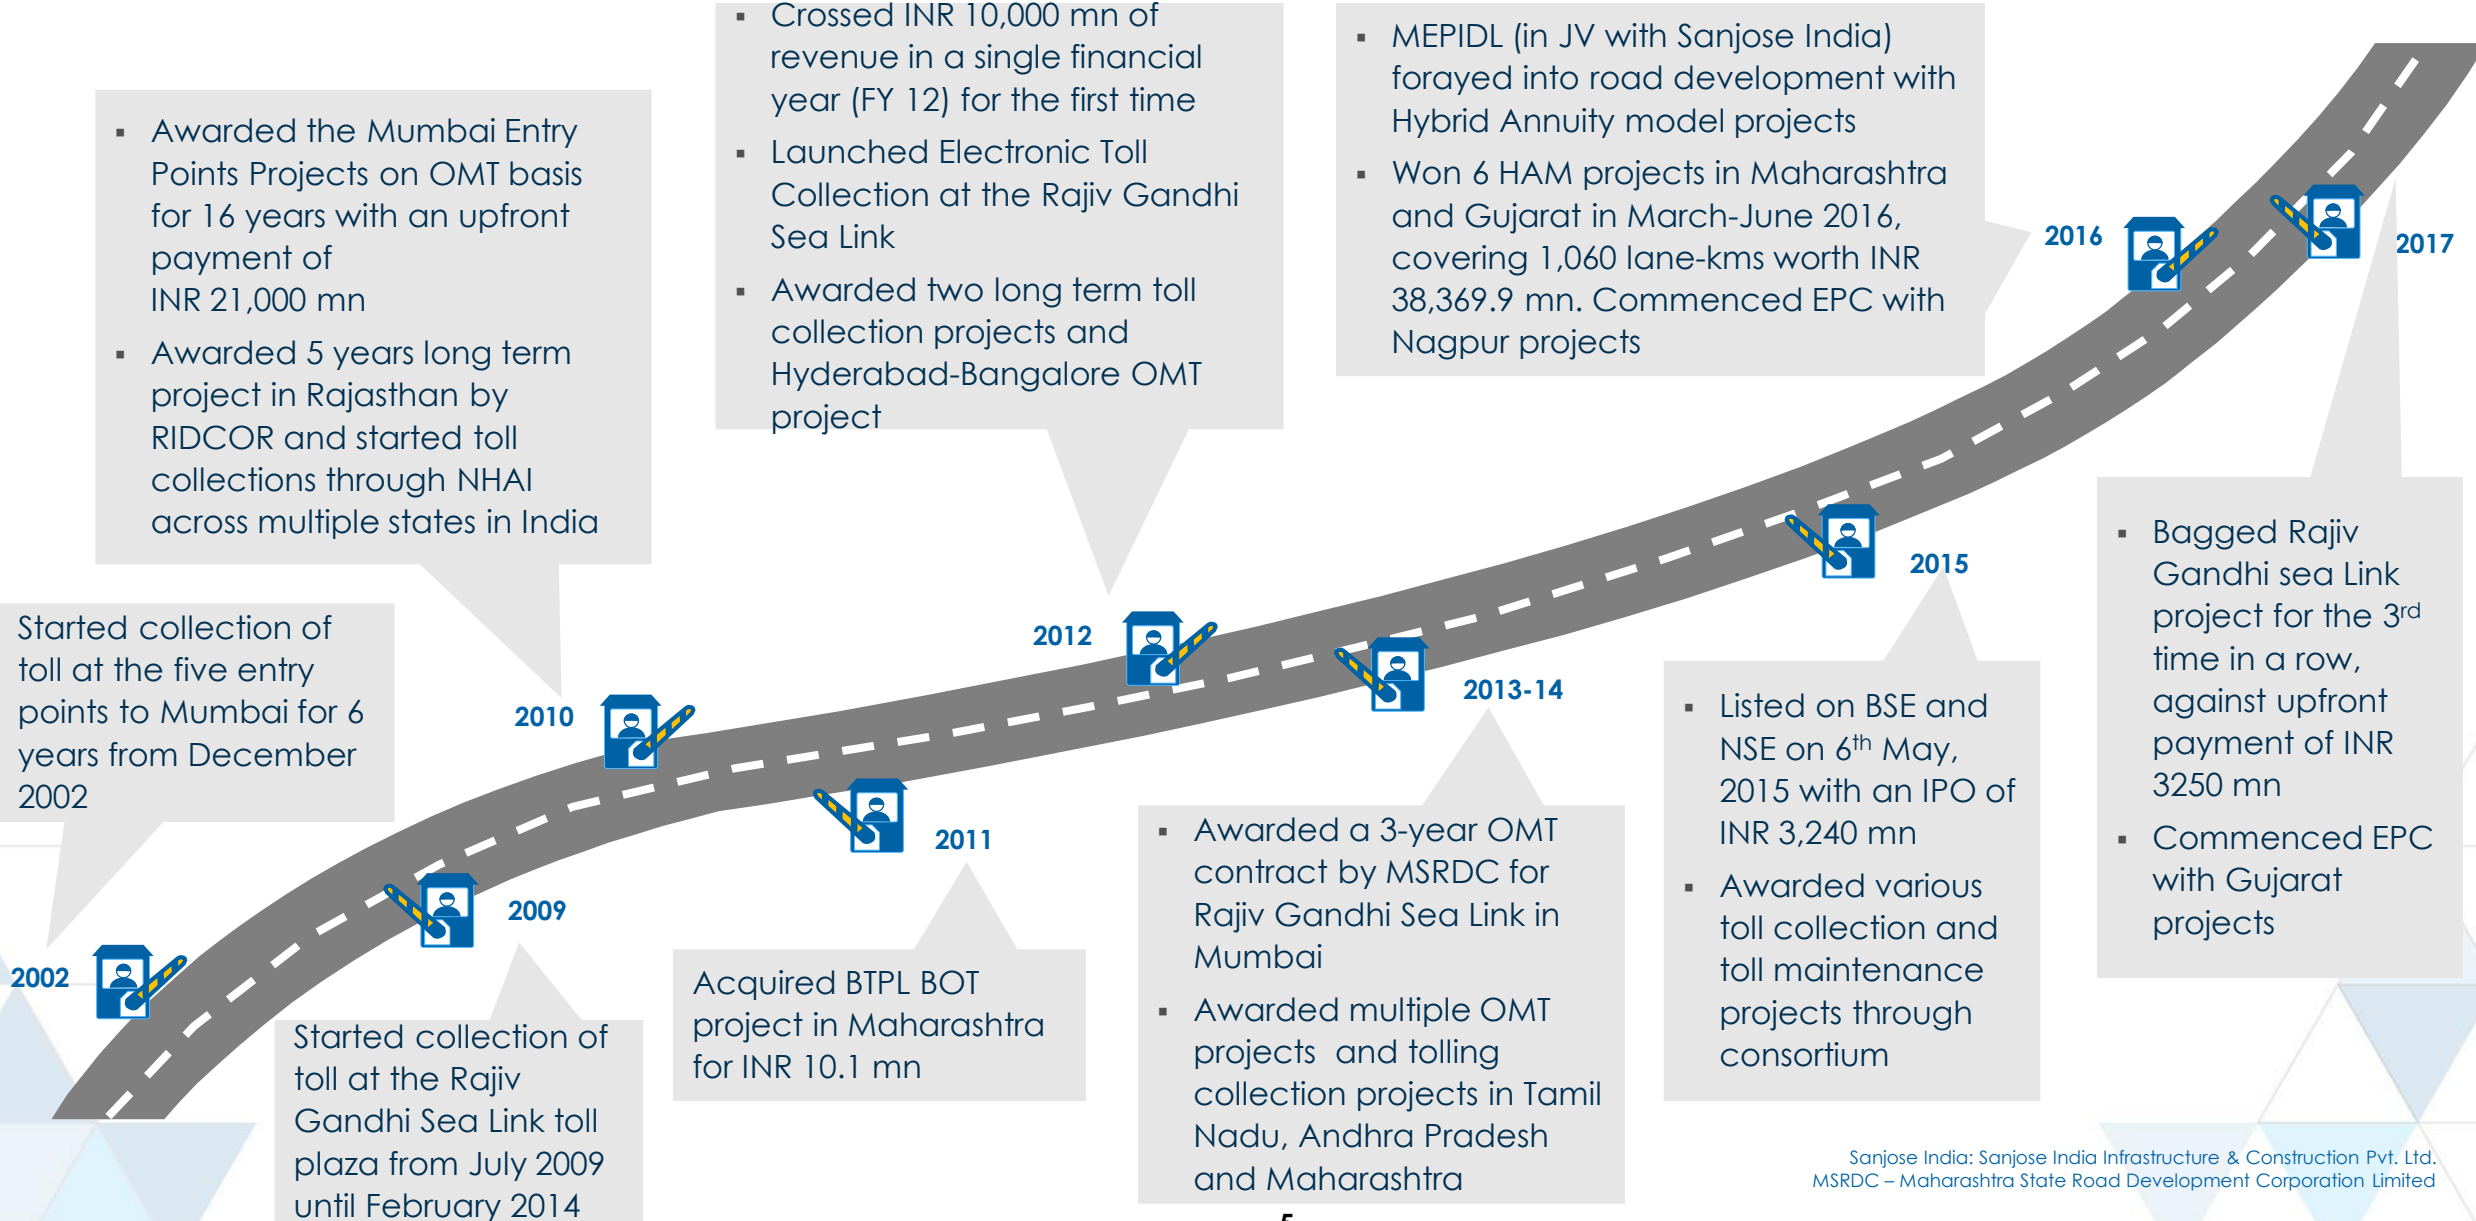 Crossed INR 10,000 mn of
revenue in a single financial
year (FY 12) for the first time
Launched Electronic Toll
Collection at the Rajiv Gandhi
Sea Link
Awarded two long term toll
collection projects and
Hyderabad-Bangalore OMT
project
MEPIDL (in JV with Sanjose India)
forayed into road development with
Hybrid Annuity model projects
Won 6 HAM projects in Maharashtra
and Gujarat in March-June 2016,
covering 1,060 lane-kms worth INR
38,369.9 mn. Commenced EPC with
Nagpur projects
Awarded the Mumbai Entry
Points Projects on OMT basis
for 16 years with an upfront
payment of
INR 21,000 mn
Awarded 5 years long term
project in Rajasthan by
RIDCOR and started toll
collections through NHAI
across multiple states in India
2016
2017
2015
Started collection of
toll at the five entry
points to Mumbai for 6
years from December
2002
2012
2013-14
2010
2011
2009
2002
Bagged Rajiv
Gandhi sea Link
project for the 3rd
time in a row,
against upfront
payment of INR
3250 mn
Commenced EPC
with Gujarat
projects
Listed on BSE and
NSE on 6th May,
2015 with an IPO of
INR 3,240 mn
Awarded various
toll collection and
toll maintenance
projects through
consortium
Awarded a 3-year OMT
contract by MSRDC for
Rajiv Gandhi Sea Link in
Mumbai
Awarded multiple OMT
projects and tolling
collection projects in Tamil
Nadu, Andhra Pradesh
and Maharashtra
Acquired BTPL BOT
project in Maharashtra
for INR 10.1 mn
Started collection of
toll at the Rajiv
Gandhi Sea Link toll
plaza from July 2009
until February 2014
Sanjose India: Sanjose India Infrastructure & Construction Pvt. Ltd.
MSRDC – Maharashtra State Road Development Corporation Limited
5